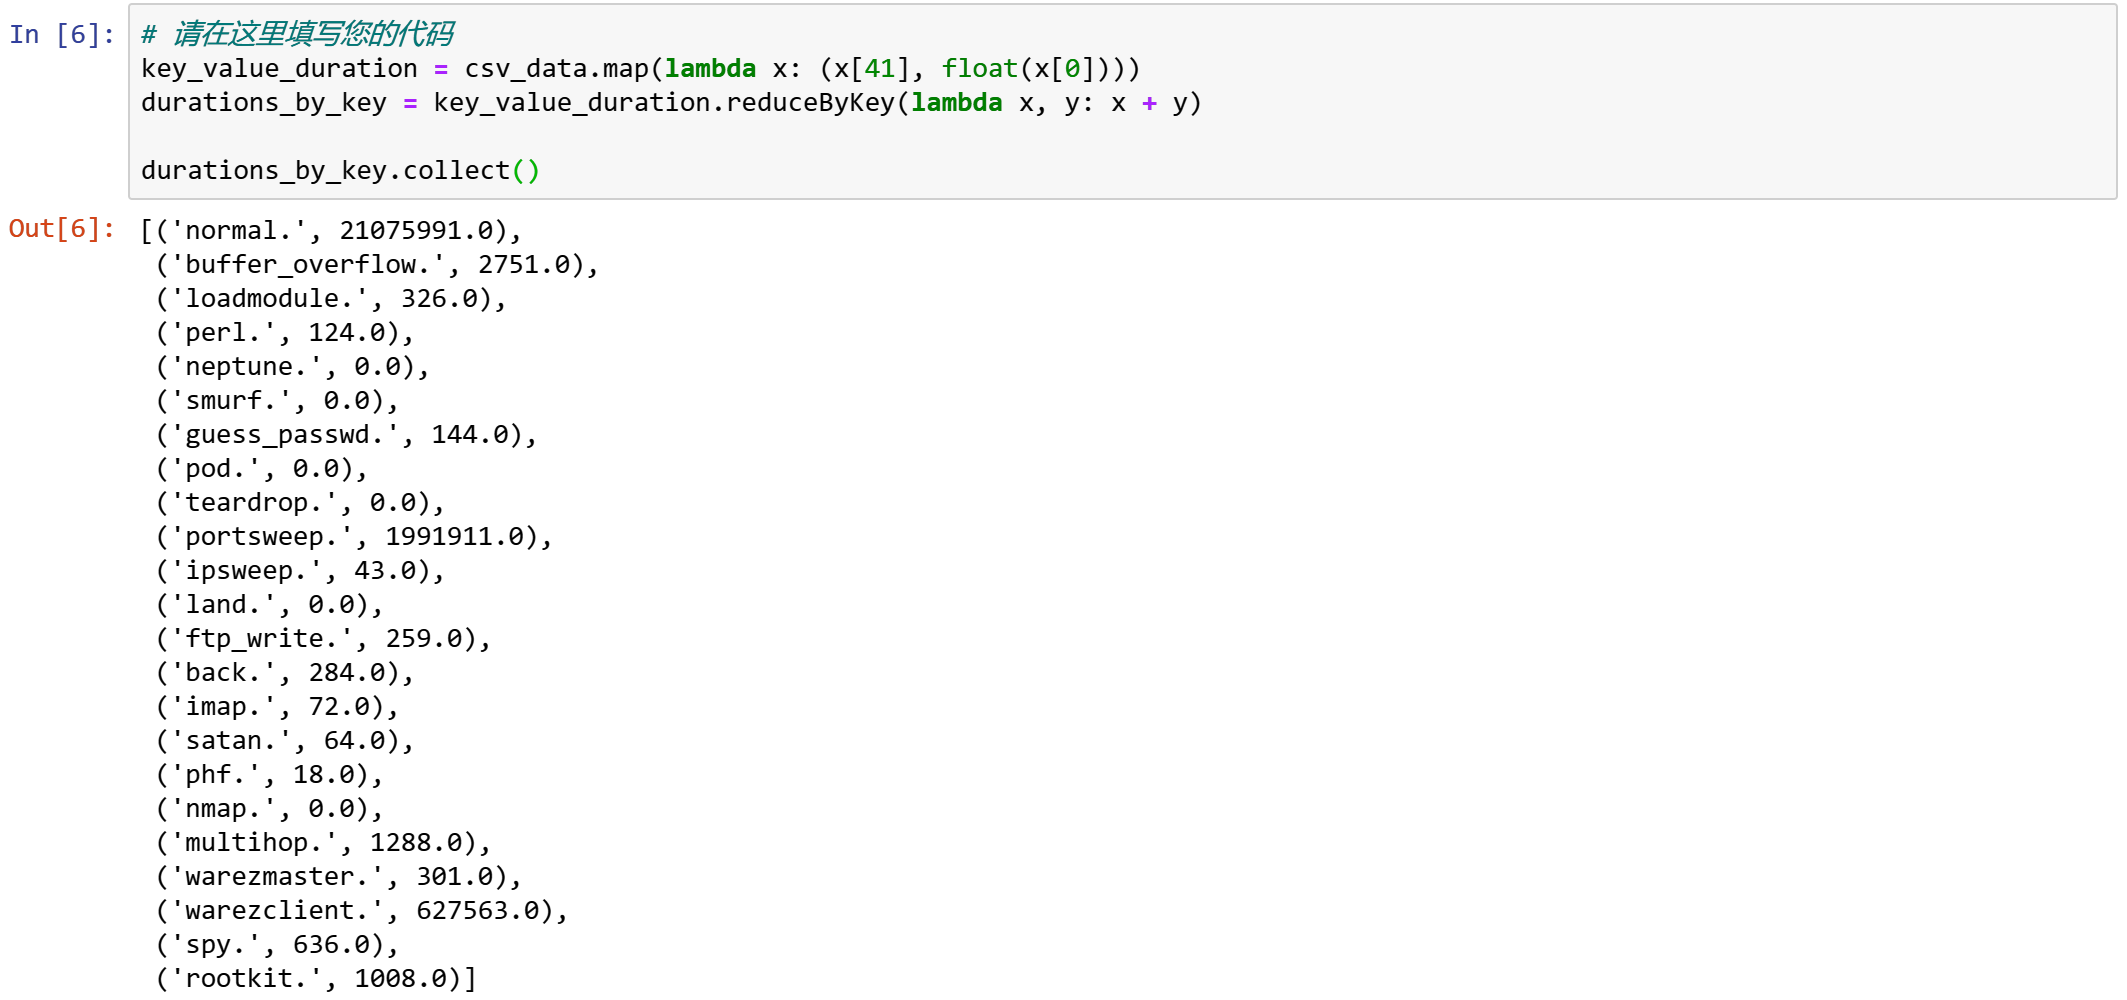 In [6]:
# 请在这里填写您的代码
key_value_duration = csv_data.map(lambda x: (x[41], float(x[0])))
durations_by_key = key_value_duration.reduceByKey(lambda x, y: x + y)
durations_by_key.collect()
Out[6]:
[('normal.', 21075991.0),
('buffer_overflow.', 2751.0),
('loadmodule.', 326.0),
('perl.', 124.0),
('neptune.', 0.0),
('smurf.', 0.0),
('guess_passwd.', 144.0),
('pod.', 0.0),
('teardrop.', 0.0),
('portsweep.', 1991911.0),
('ipsweep.', 43.0),
('land.', 0.0),
('ftp_write.', 259.0),
('back.', 284.0),
('imap.', 72.0),
('satan.', 64.0),
('phf.', 18.0),
('nmap.', 0.0),
('multihop.', 1288.0),
('warezmaster.', 301.0),
('warezclient.', 627563.0),
('spy.', 636.0),
('rootkit.', 1008.0)]